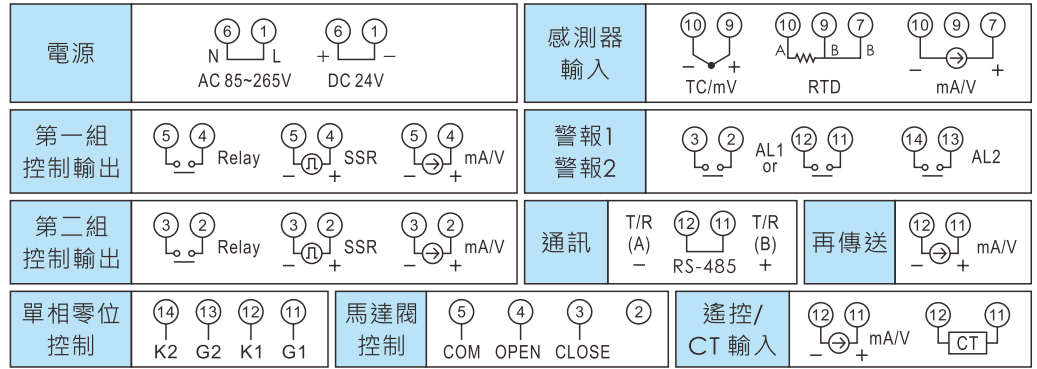 電源
6 1
N L
AC 85~265V
6 1
+ −
DC 24V
感測器
輸入
10 9
− +
TC/mV
10 9 7
A B B
RTD
10 9 7
− +
mA/V
第一組
控制輸出
5 4
Relay
5 4
SSR
− +
5 4
mA/V
− +
警報1
警報2
3 2
AL1
or
12 11
14 13
AL2
第二組
控制輸出
3 2
Relay
3 2
SSR
− +
3 2
mA/V
− +
通訊
T/R 12 11 T/R
(A) (B)
− RS-485 +
再傳送
12 11
mA/V
− +
單相零位
控制
14 13 12 11
K2 G2 K1 G1
馬達閥
控制
5 4 3 2
COM OPEN CLOSE
遙控/
CT 輸入
12 11
mA/V
− +
12 11
CT